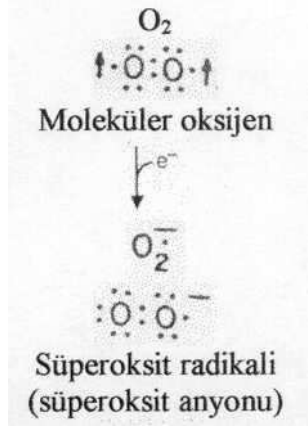 O₂
↑·Ö:Ö·↑
Moleküler oksijen
e⁻
O₂·⁻
:Ö:Ö·⁻
Süperoksit radikali
(süperoksit anyonu)